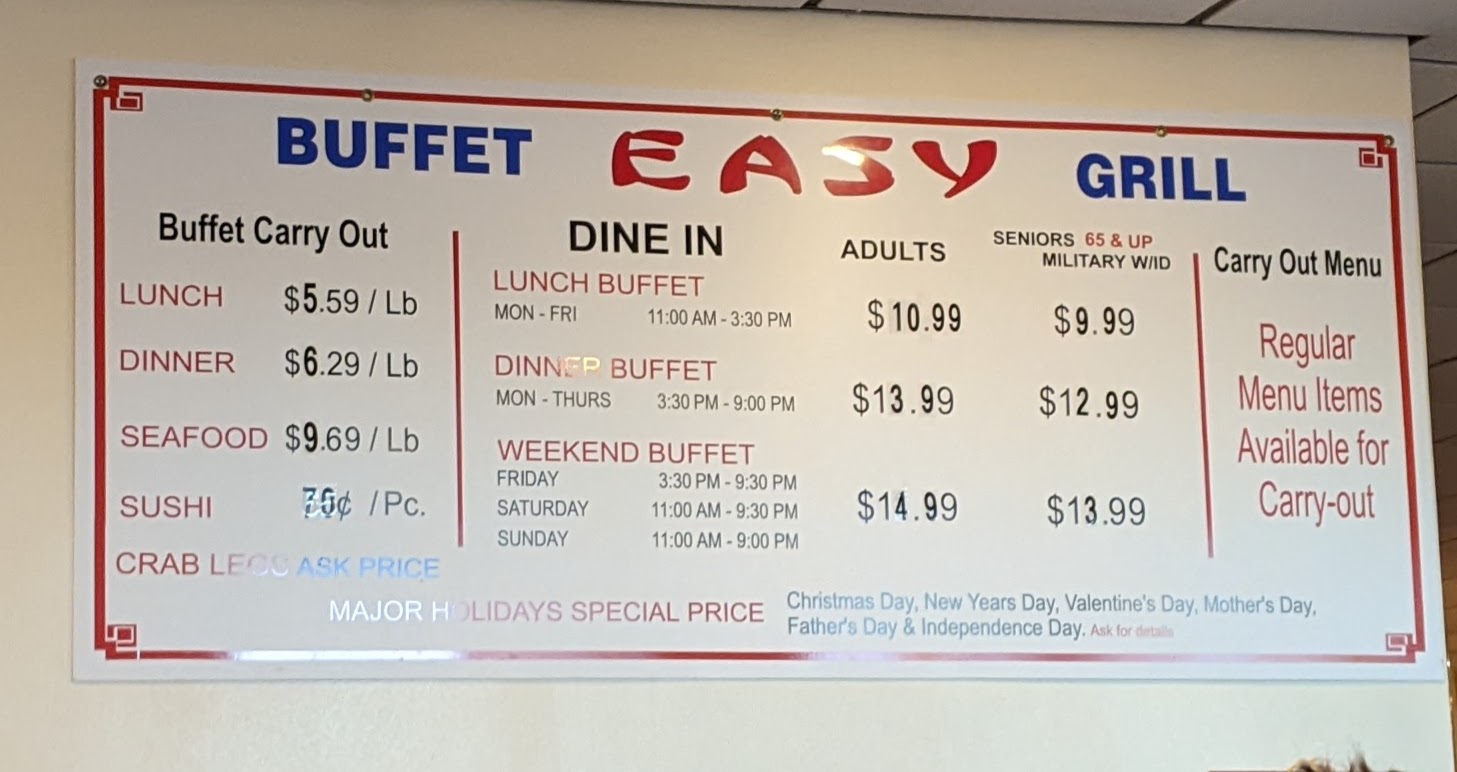 BUFFET EASY GRILL
Buffet Carry Out
LUNCH $5.59 / Lb
DINNER $6.29 / Lb
SEAFOOD $9.69 / Lb
SUSHI /Pc.
CRAB LEGS ASK PRICE
DINE IN ADULTS SENIORS 65 & UP
MILITARY W/ID
LUNCH BUFFET
MON - FRI 11:00 AM - 3:30 PM $10.99 $9.99
DINNER BUFFET
MON - THURS 3:30 PM - 9:00 PM $13.99 $12.99
WEEKEND BUFFET
FRIDAY 3:30 PM - 9:30 PM
SATURDAY 11:00 AM - 9:30 PM $14.99 $13.99
SUNDAY 11:00 AM - 9:00 PM
Carry Out Menu
Regular
Menu Items
Available for
Carry-out
MAJOR HOLIDAYS SPECIAL PRICE
Christmas Day, New Years Day, Valentine's Day, Mother's Day,
Father's Day & Independence Day. Ask for details